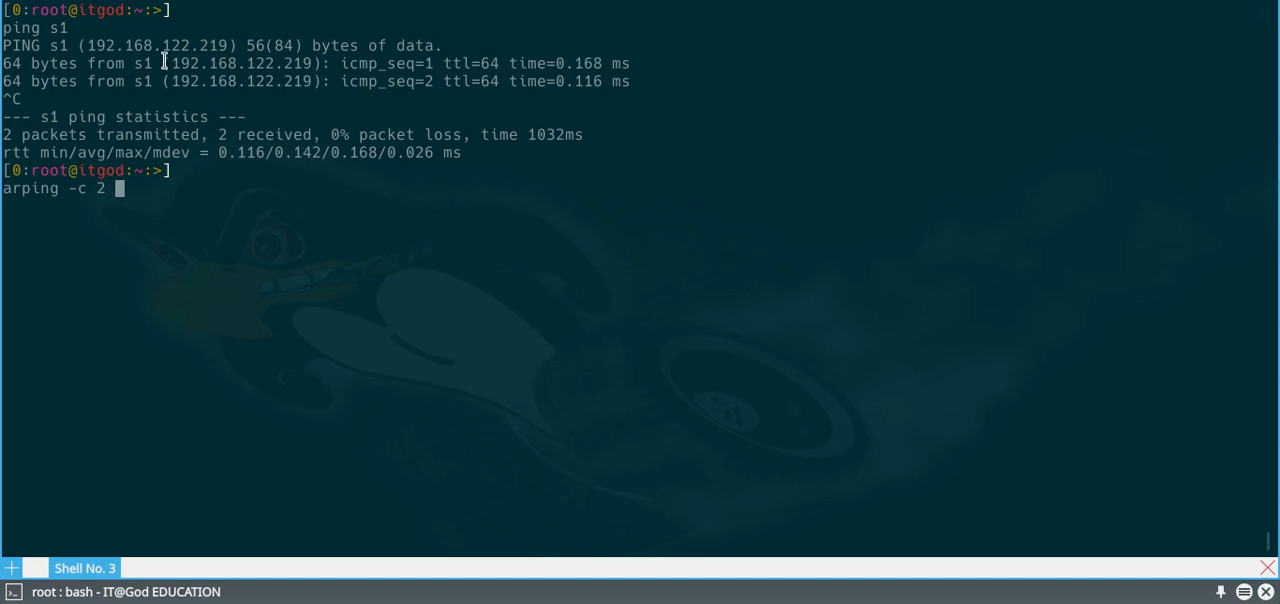 [0:root@itgod:~:>]
ping s1
PING s1 (192.168.122.219) 56(84) bytes of data.
64 bytes from s1 (192.168.122.219): icmp_seq=1 ttl=64 time=0.168 ms
64 bytes from s1 (192.168.122.219): icmp_seq=2 ttl=64 time=0.116 ms
^C
--- s1 ping statistics ---
2 packets transmitted, 2 received, 0% packet loss, time 1032ms
rtt min/avg/max/mdev = 0.116/0.142/0.168/0.026 ms
[0:root@itgod:~:>]
arping -c 2
Shell No. 3
root : bash - IT@God EDUCATION